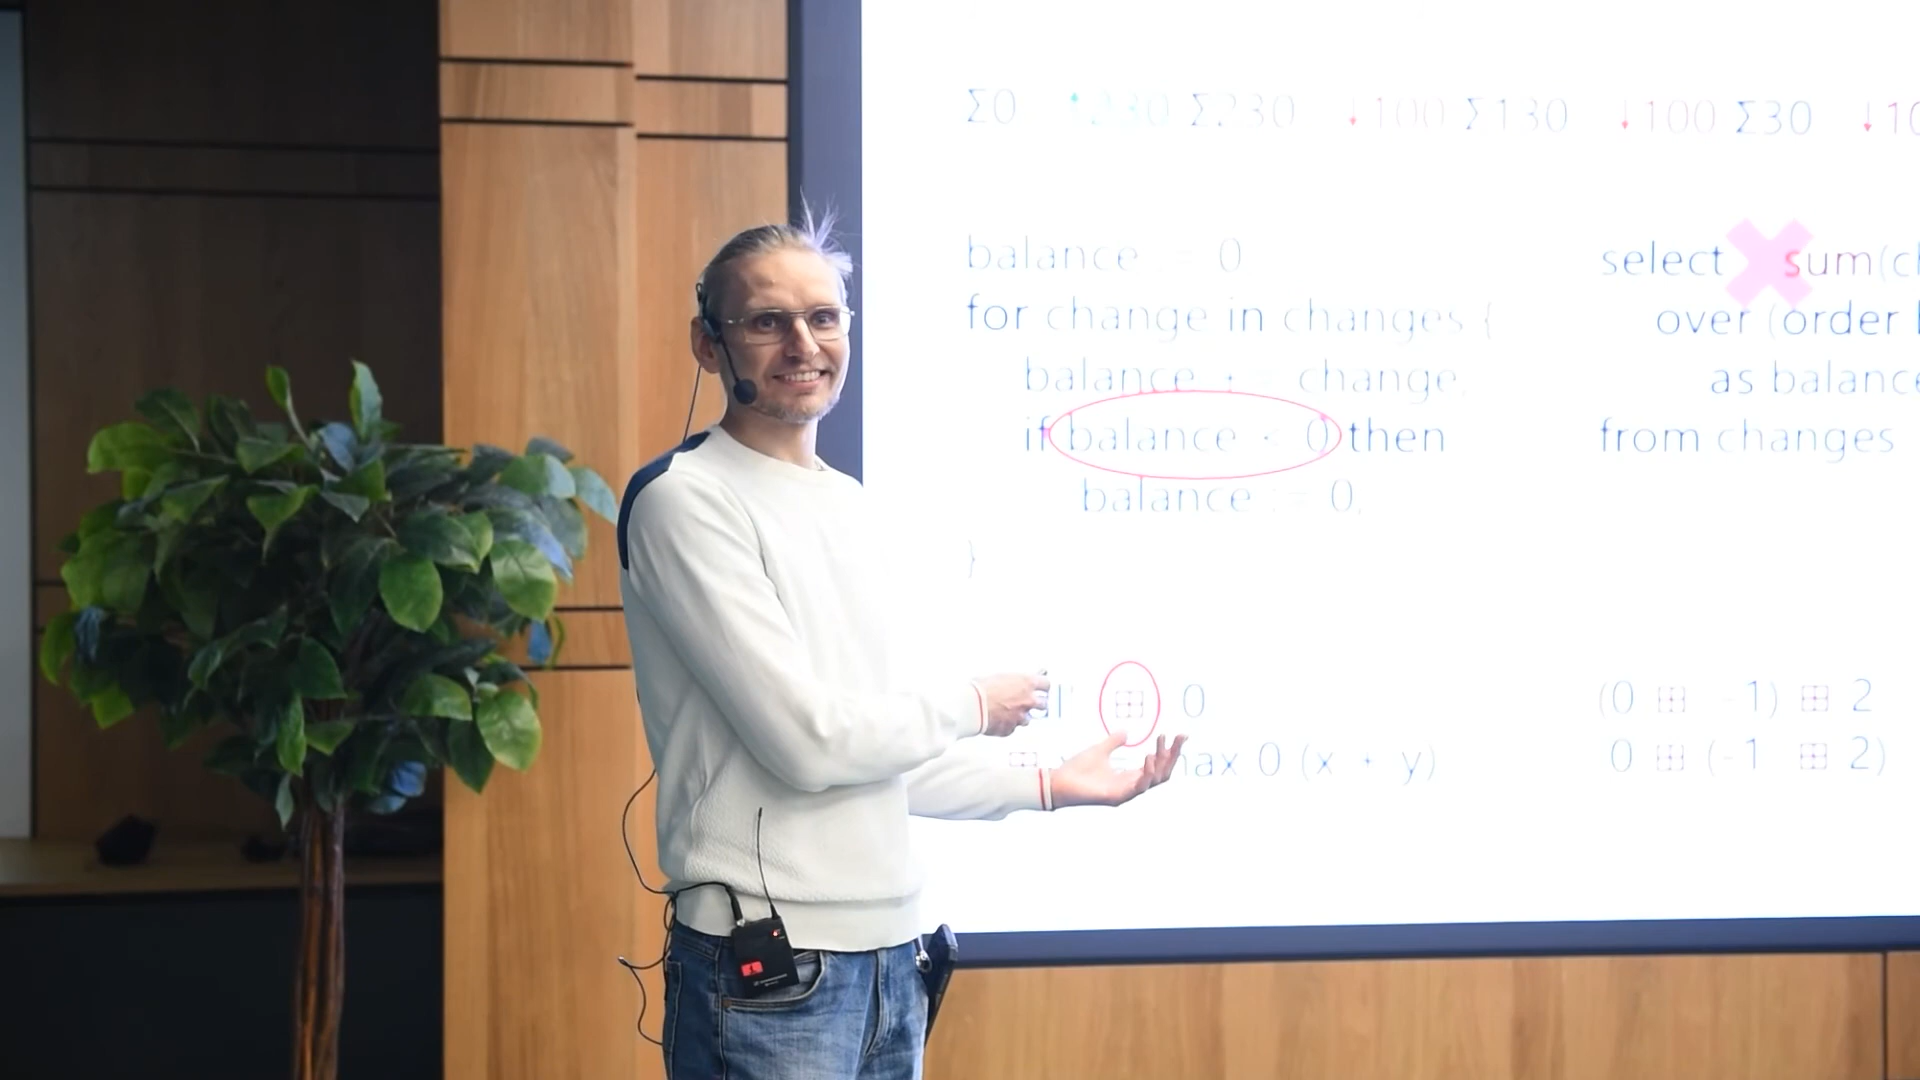 Σ0 ↑230 Σ230 ↓100 Σ130 ↓100 Σ30 ↓10
balance = 0
for change in changes {
balance += change,
if balance < 0 then
balance := 0,
}
select sum(ch
over (order
as balance
from changes
⊞ 0
max 0 (x + y)
(0 ⊞ -1) ⊞ 2
0 ⊞ (-1 ⊞ 2)